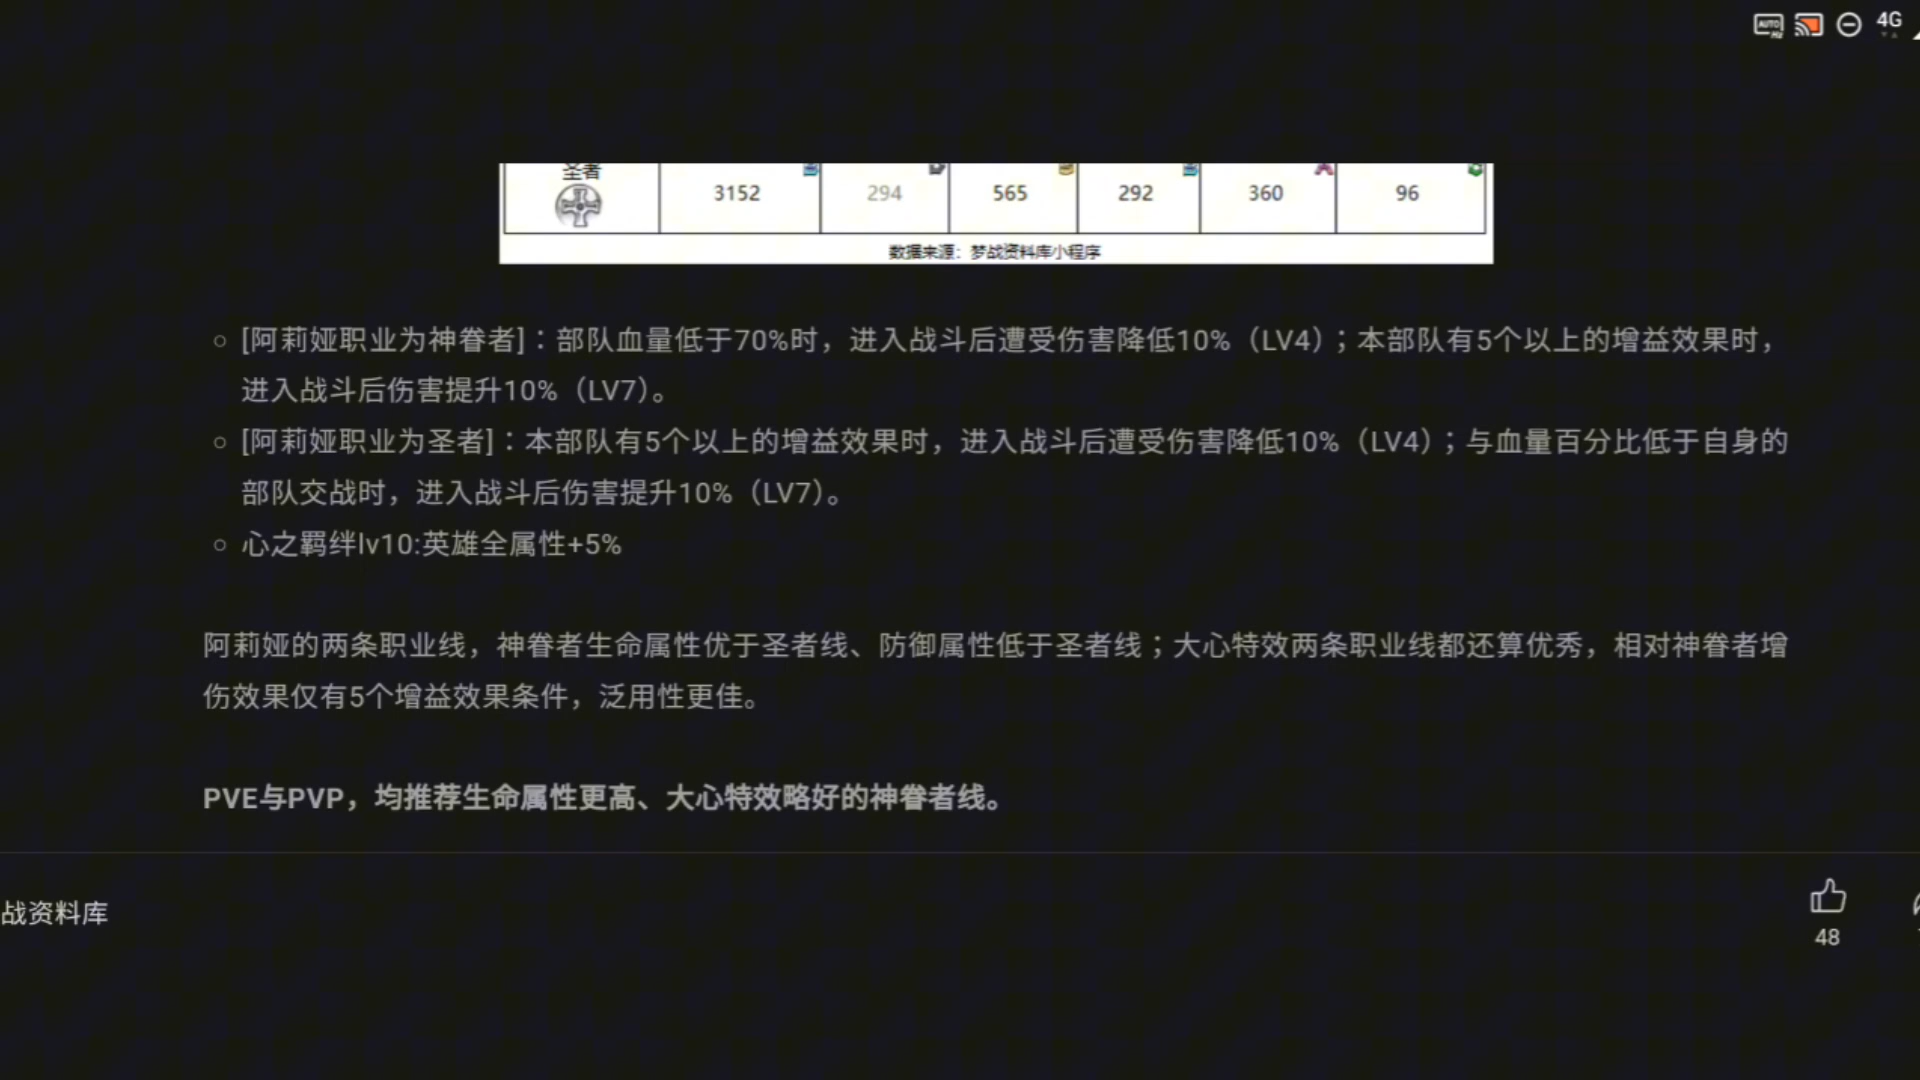 AUTO Hz 4G
圣者
3152 294 565 292 360 96
数据来源：梦战资料库小程序
[阿莉娅职业为神眷者]：部队血量低于70%时，进入战斗后遭受伤害降低10%（LV4）；本部队有5个以上的增益效果时，
进入战斗后伤害提升10%（LV7）。
[阿莉娅职业为圣者]：本部队有5个以上的增益效果时，进入战斗后遭受伤害降低10%（LV4）；与血量百分比低于自身的
部队交战时，进入战斗后伤害提升10%（LV7）。
心之羁绊lv10:英雄全属性+5%
阿莉娅的两条职业线，神眷者生命属性优于圣者线、防御属性低于圣者线；大心特效两条职业线都还算优秀，相对神眷者增
伤效果仅有5个增益效果条件，泛用性更佳。
PVE与PVP，均推荐生命属性更高、大心特效略好的神眷者线。
战资料库
48